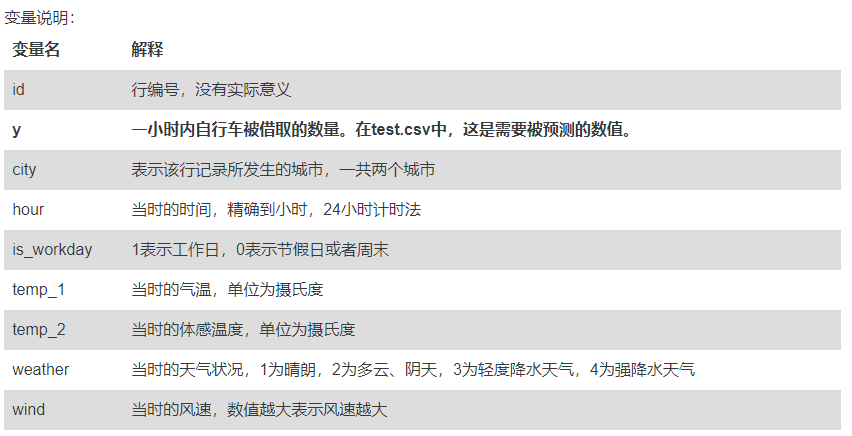 变量说明：
变量名 解释
id 行编号，没有实际意义
y 一小时内自行车被借取的数量。在test.csv中，这是需要被预测的数值。
city 表示该行记录所发生的城市，一共两个城市
hour 当时的时间，精确到小时，24小时计时法
is_workday 1表示工作日，0表示节假日或者周末
temp_1 当时的气温，单位为摄氏度
temp_2 当时的体感温度，单位为摄氏度
weather 当时的天气状况，1为晴朗，2为多云、阴天，3为轻度降水天气，4为强降水天气
wind 当时的风速，数值越大表示风速越大